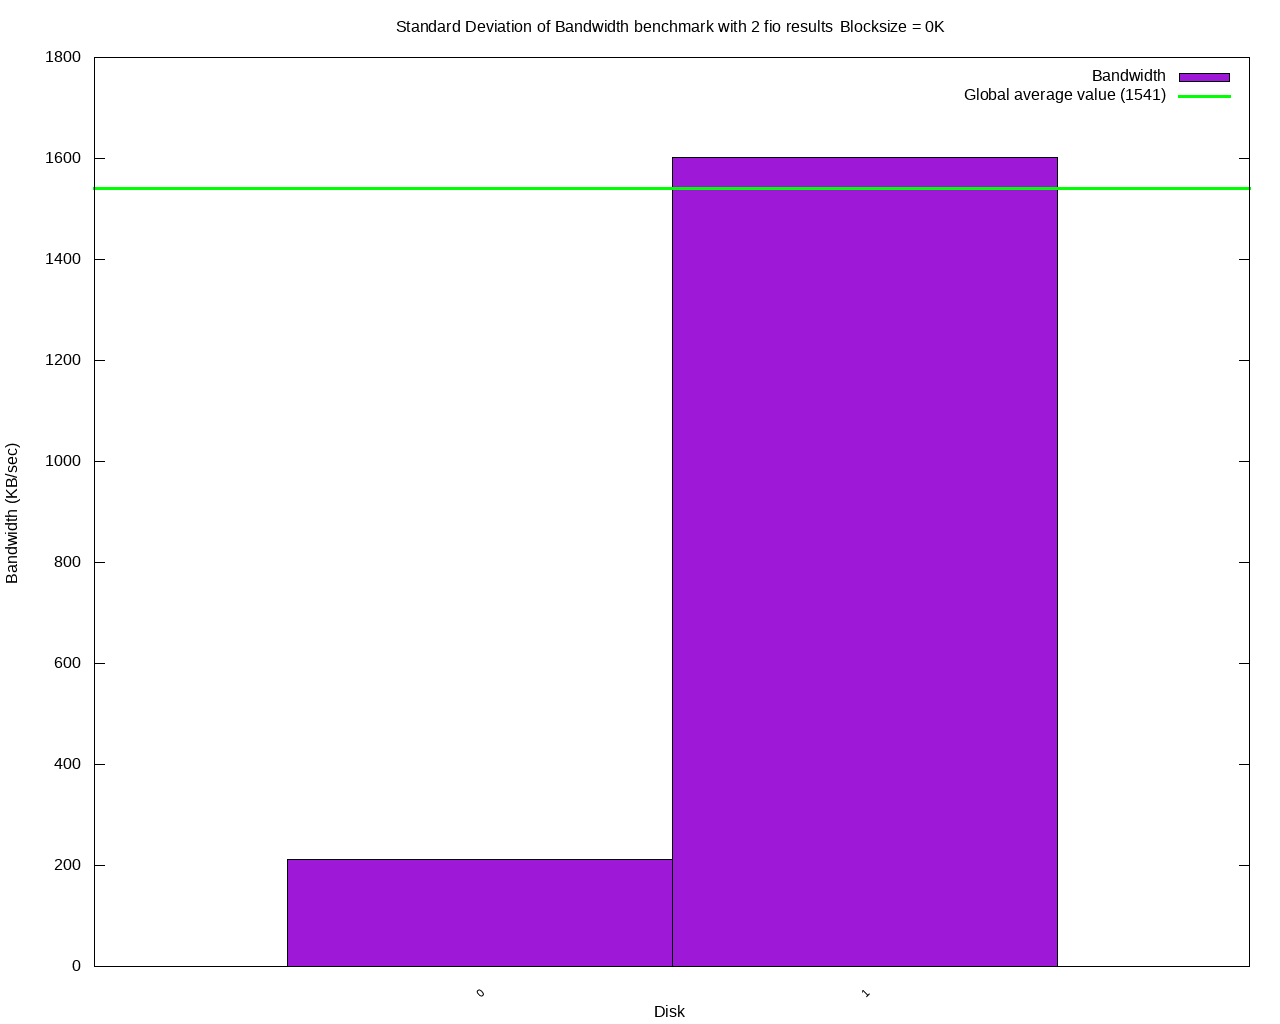 Standard Deviation of Bandwidth benchmark with 2 fio results Blocksize = 0K
Bandwidth
Global average value (1541)
1800
1600
1400
1200
1000
800
600
400
200
0
Bandwidth (KB/sec)
0
1
Disk